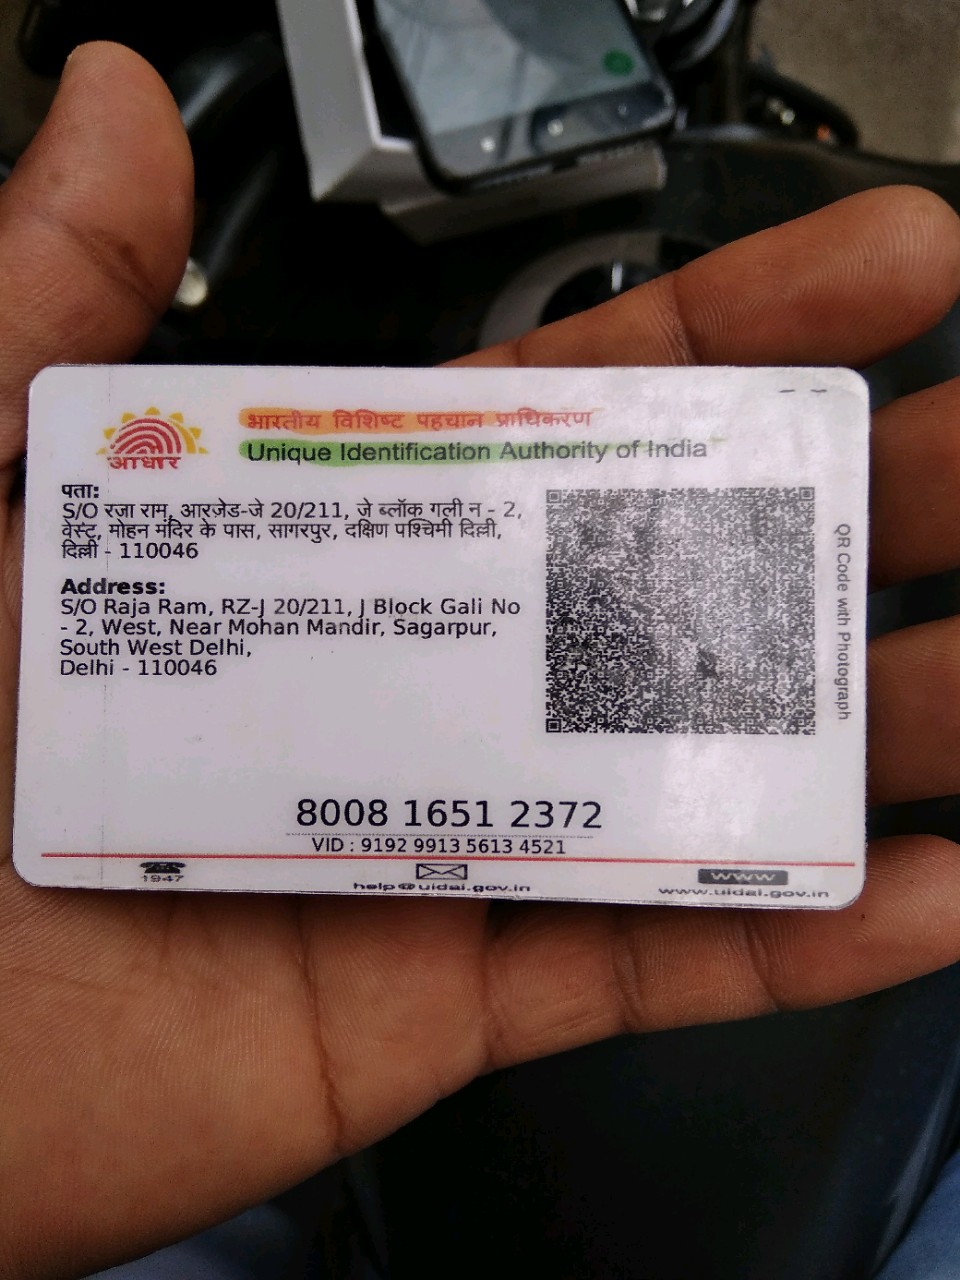 भारतीय विशिष्ट पहचान प्राधिकरण
Unique Identification Authority of India
आधार
पता:
S/O रजा राम, आरज़ेड-जे 20/211, जे ब्लॉक गली न - 2,
वेस्ट, मोहन मंदिर के पास, सागरपुर, दक्षिण पश्चिमी दिल्ली,
दिल्ली - 110046
Address:
S/O Raja Ram, RZ-J 20/211, J Block Gali No
- 2, West, Near Mohan Mandir, Sagarpur,
South West Delhi,
Delhi - 110046
QR Code with Photograph
8008 1651 2372
VID : 9192 9913 5613 4521
1947
help@uidai.gov.in
www
www.uidai.gov.in